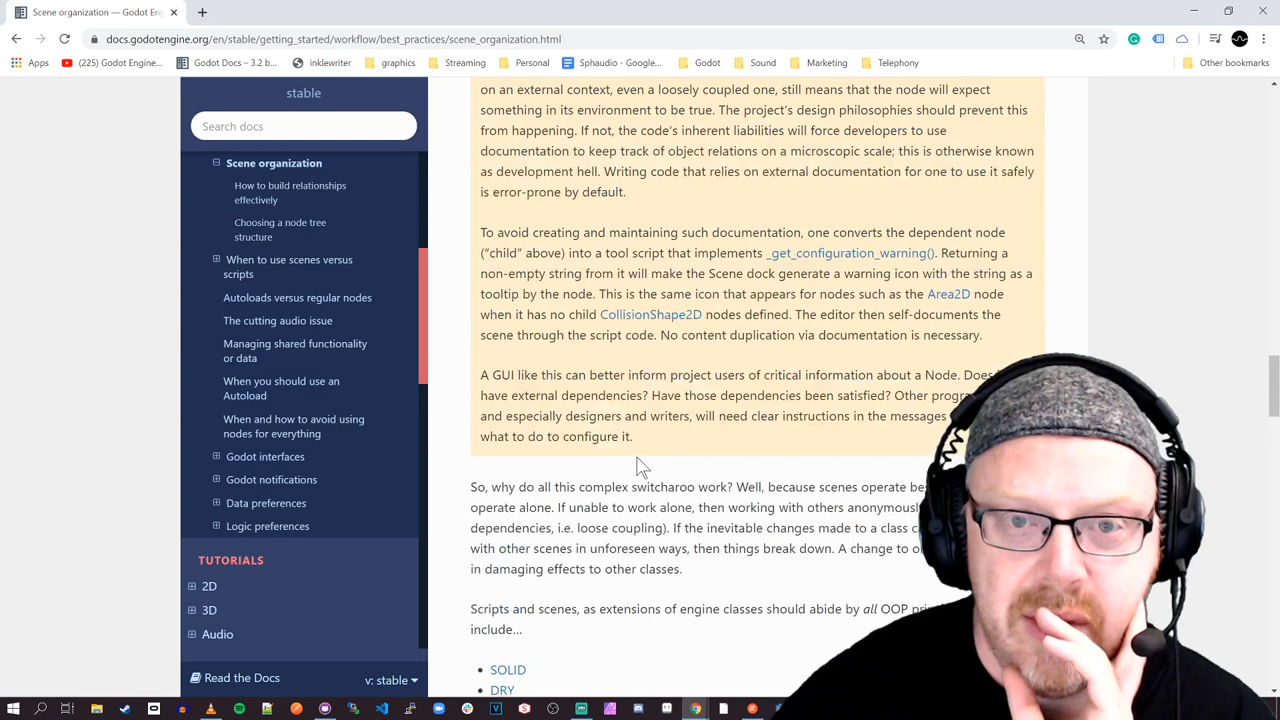 Scene organization — Godot Eng
docs.godotengine.org/en/stable/getting_started/workflow/best_practices/scene_organization.html
Apps
(225) Godot Engine...
Godot Docs – 3.2 b...
inklewriter
graphics
Streaming
Personal
Sphaudio - Google...
Godot
Sound
Marketing
Telephony
Other bookmarks
stable
Search docs
Scene organization
How to build relationships
effectively
Choosing a node tree
structure
When to use scenes versus
scripts
Autoloads versus regular nodes
The cutting audio issue
Managing shared functionality
or data
When you should use an
Autoload
When and how to avoid using
nodes for everything
Godot interfaces
Godot notifications
Data preferences
Logic preferences
TUTORIALS
2D
3D
Audio
Read the Docs
v: stable
on an external context, even a loosely coupled one, still means that the node will expect
something in its environment to be true. The project’s design philosophies should prevent this
from happening. If not, the code’s inherent liabilities will force developers to use
documentation to keep track of object relations on a microscopic scale; this is otherwise known
as development hell. Writing code that relies on external documentation for one to use it safely
is error-prone by default.
To avoid creating and maintaining such documentation, one converts the dependent node
(“child” above) into a tool script that implements _get_configuration_warning(). Returning a
non-empty string from it will make the Scene dock generate a warning icon with the string as a
tooltip by the node. This is the same icon that appears for nodes such as the Area2D node
when it has no child CollisionShape2D nodes defined. The editor then self-documents the
scene through the script code. No content duplication via documentation is necessary.
A GUI like this can better inform project users of critical information about a Node. Does
have external dependencies? Have those dependencies been satisfied? Other progra
and especially designers and writers, will need clear instructions in the messages
what to do to configure it.
So, why do all this complex switcharoo work? Well, because scenes operate be
operate alone. If unable to work alone, then working with others anonymously
dependencies, i.e. loose coupling). If the inevitable changes made to a class c
with other scenes in unforeseen ways, then things break down. A change to o
in damaging effects to other classes.
Scripts and scenes, as extensions of engine classes should abide by all OOP pri
include…
SOLID
DRY